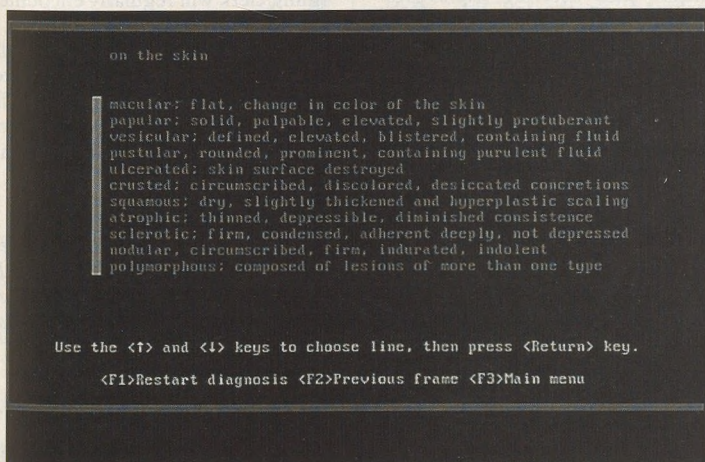 on the skin
macular: flat, change in color of the skin
papular: solid, palpable, elevated, slightly protuberant
vesicular: defined, elevated, blistered, containing fluid
pustular, rounded, prominent, containing purulent fluid
ulcerated: skin surface destroyed
crusted: circumscribed, discolored, desiccated concretions
squamous: dry, slightly thickened and hyperplastic scaling
atrophic: thinned, depressible, diminished consistence
sclerotic: firm, condensed, adherent deeply, not depressed
nodular, circumscribed, firm, indurated, indolent
polymorphous: composed of lesions of more than one type
Use the <↑> and <↓> keys to choose line, then press <Return> key.
<F1>Restart diagnosis <F2>Previous frame <F3>Main menu